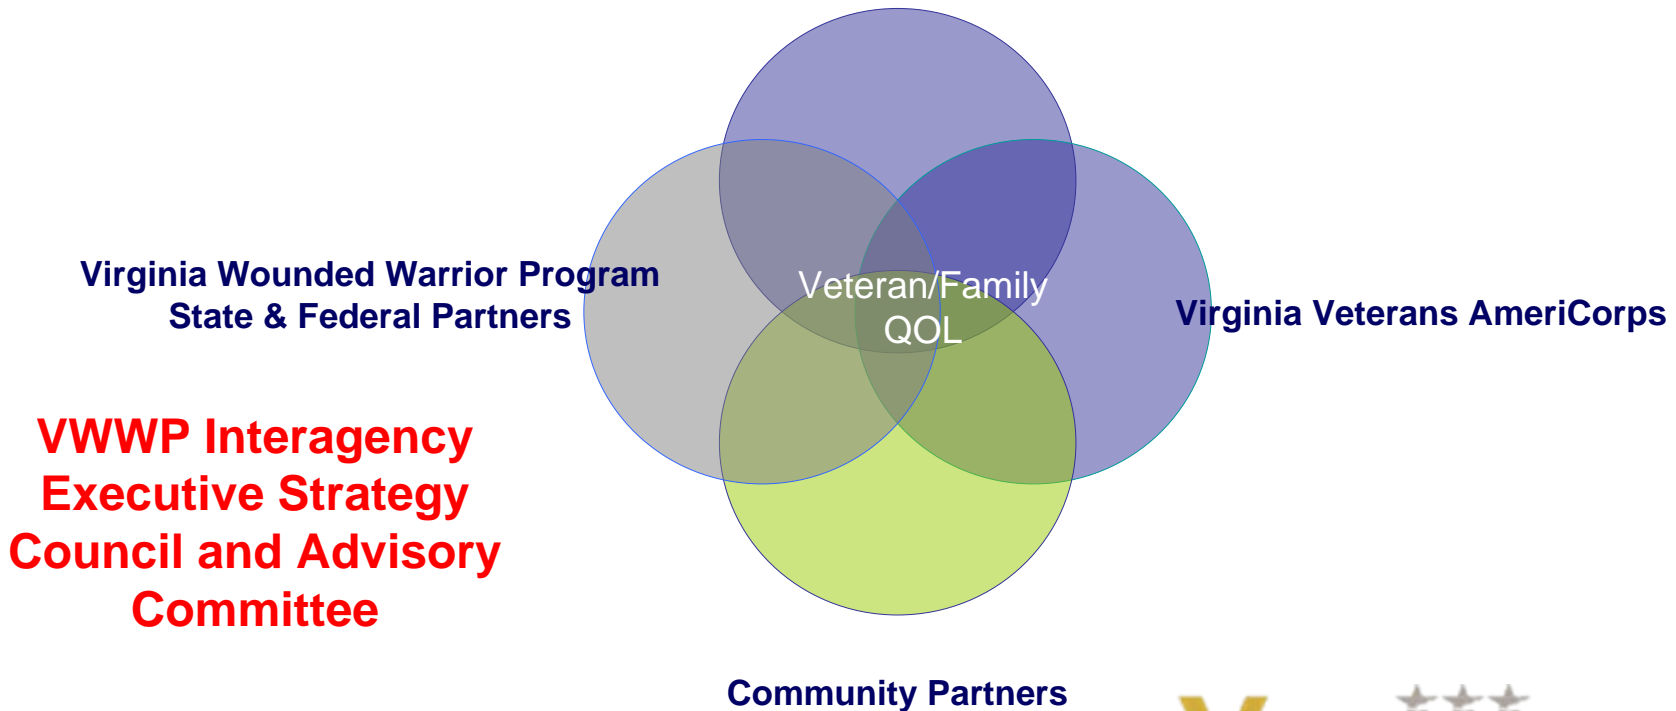 Virginia Wounded Warrior Program
State & Federal Partners
Veteran/Family
QOL
Virginia Veterans AmeriCorps
VWWP Interagency
Executive Strategy
Council and Advisory
Committee
Community Partners